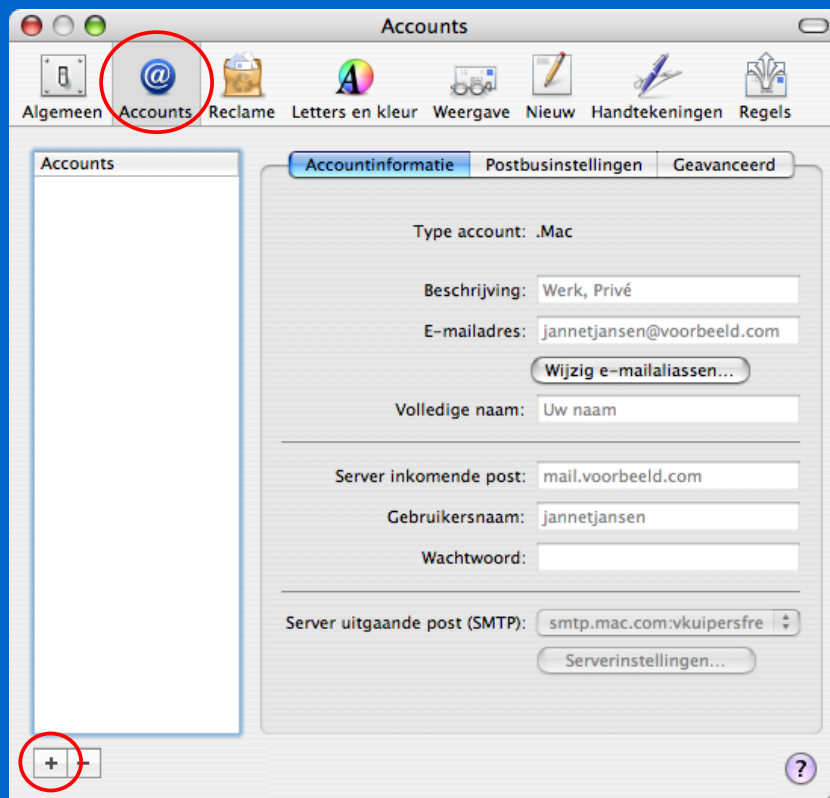 Accounts
Algemeen Accounts Reclame Letters en kleur Weergave Nieuw Handtekeningen Regels
Accounts
Accountinformatie Postbusinstellingen Geavanceerd
Type account: .Mac
Beschrijving: Werk, Privé
E-mailadres: jannetjansen@voorbeeld.com
Wijzig e-mailaliassen...
Volledige naam: Uw naam
Server inkomende post: mail.voorbeeld.com
Gebruikersnaam: jannetjansen
Wachtwoord:
Server uitgaande post (SMTP): smtp.mac.com:vkuipersfre
Serverinstellingen...
+ - ?